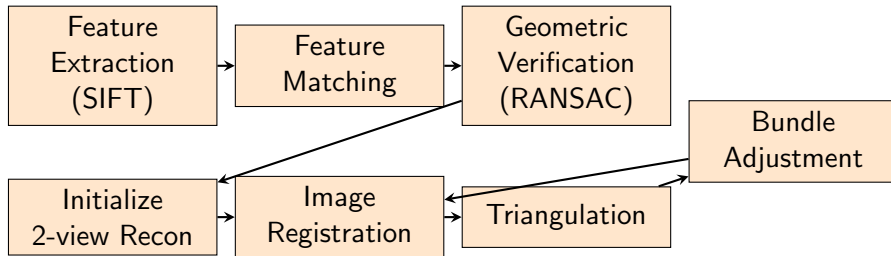 Feature
Extraction
(SIFT)
Feature
Matching
Geometric
Verification
(RANSAC)
Bundle
Adjustment
Initialize
2-view Recon
Image
Registration
Triangulation